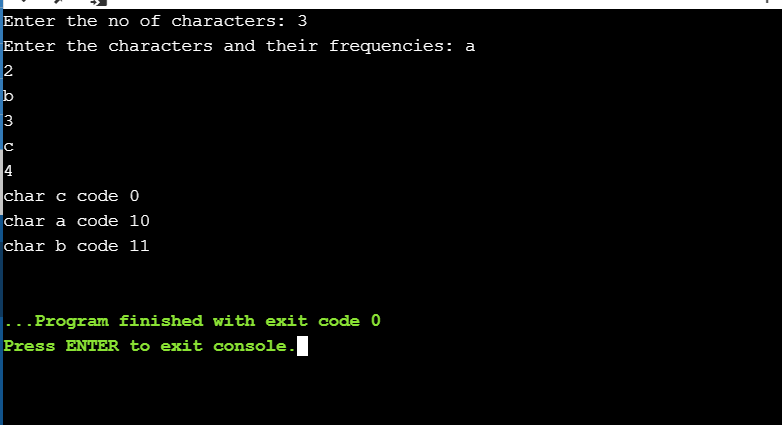 Enter the no of characters: 3
Enter the characters and their frequencies: a
2
b
3
c
4
char c code 0
char a code 10
char b code 11
...Program finished with exit code 0
Press ENTER to exit console.